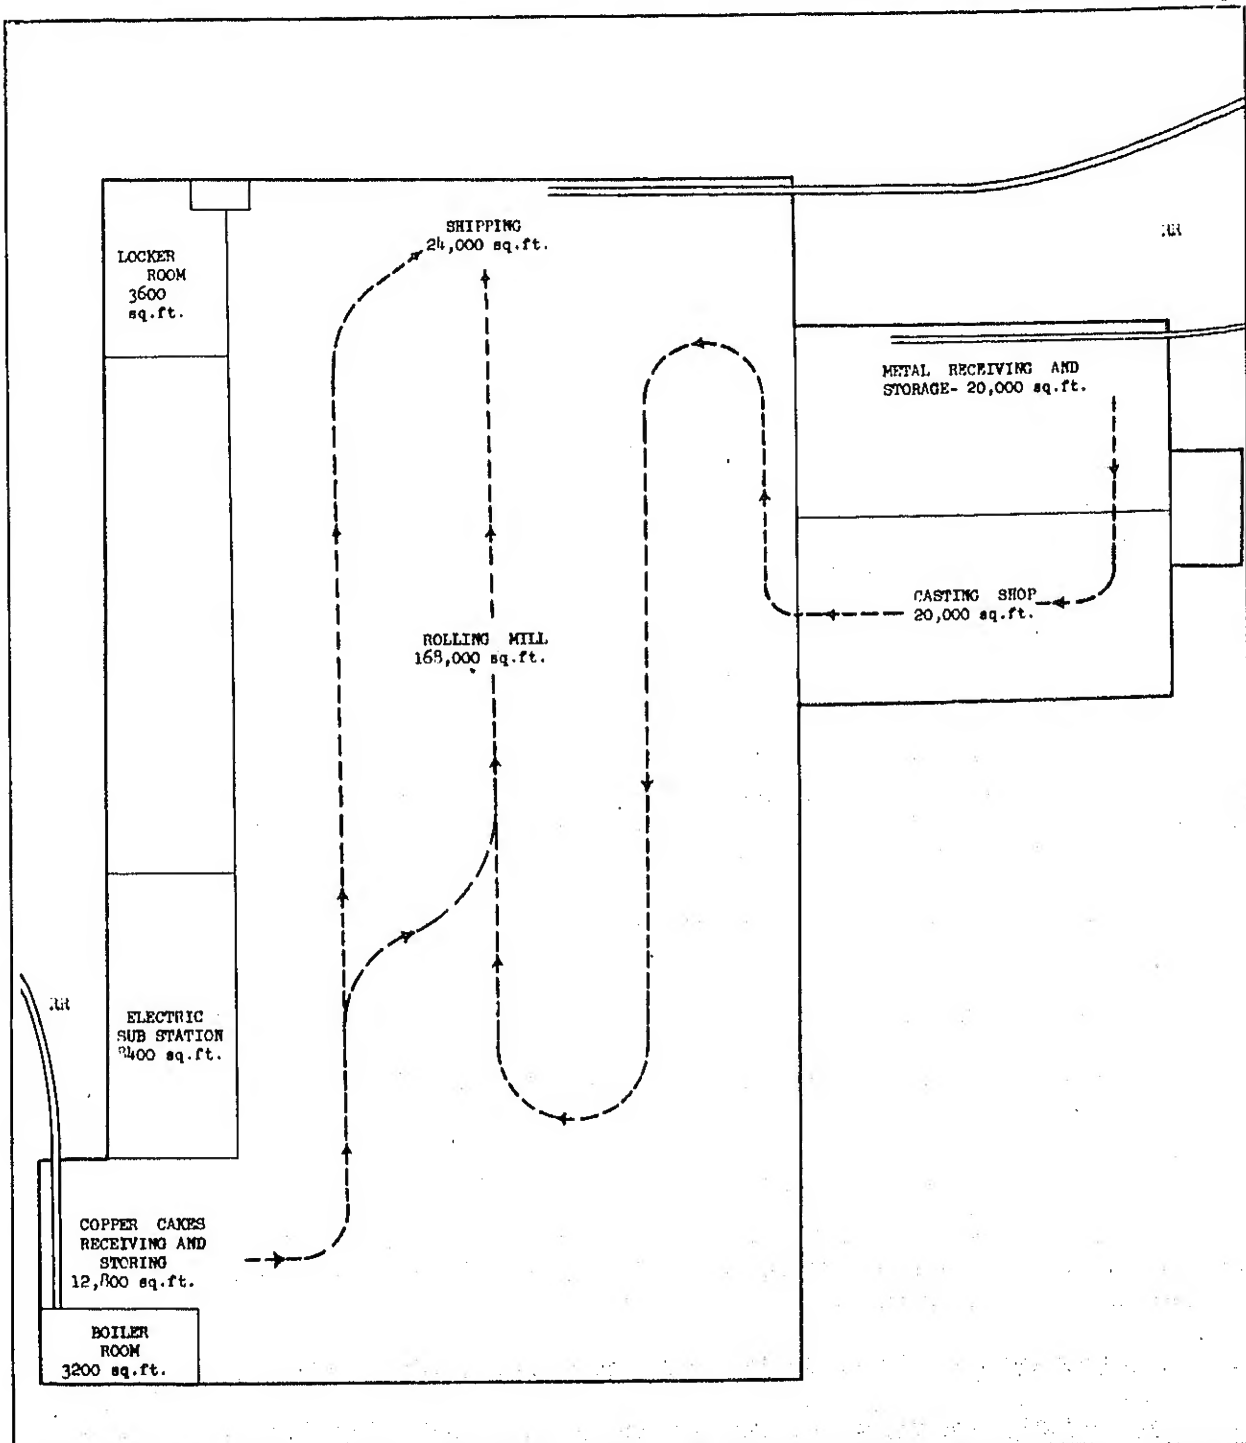 SHIPPING
24,000 sq.ft.
RR
LOCKER
ROOM
3600
sq.ft.
METAL RECEIVING AND
STORAGE- 20,000 sq.ft.
CASTING SHOP
20,000 sq.ft.
ROLLING MILL
168,000 sq.ft.
RR
ELECTRIC
SUB STATION
8400 sq.ft.
COPPER CAKES
RECEIVING AND
STORING
12,800 sq.ft.
BOILER
ROOM
3200 sq.ft.